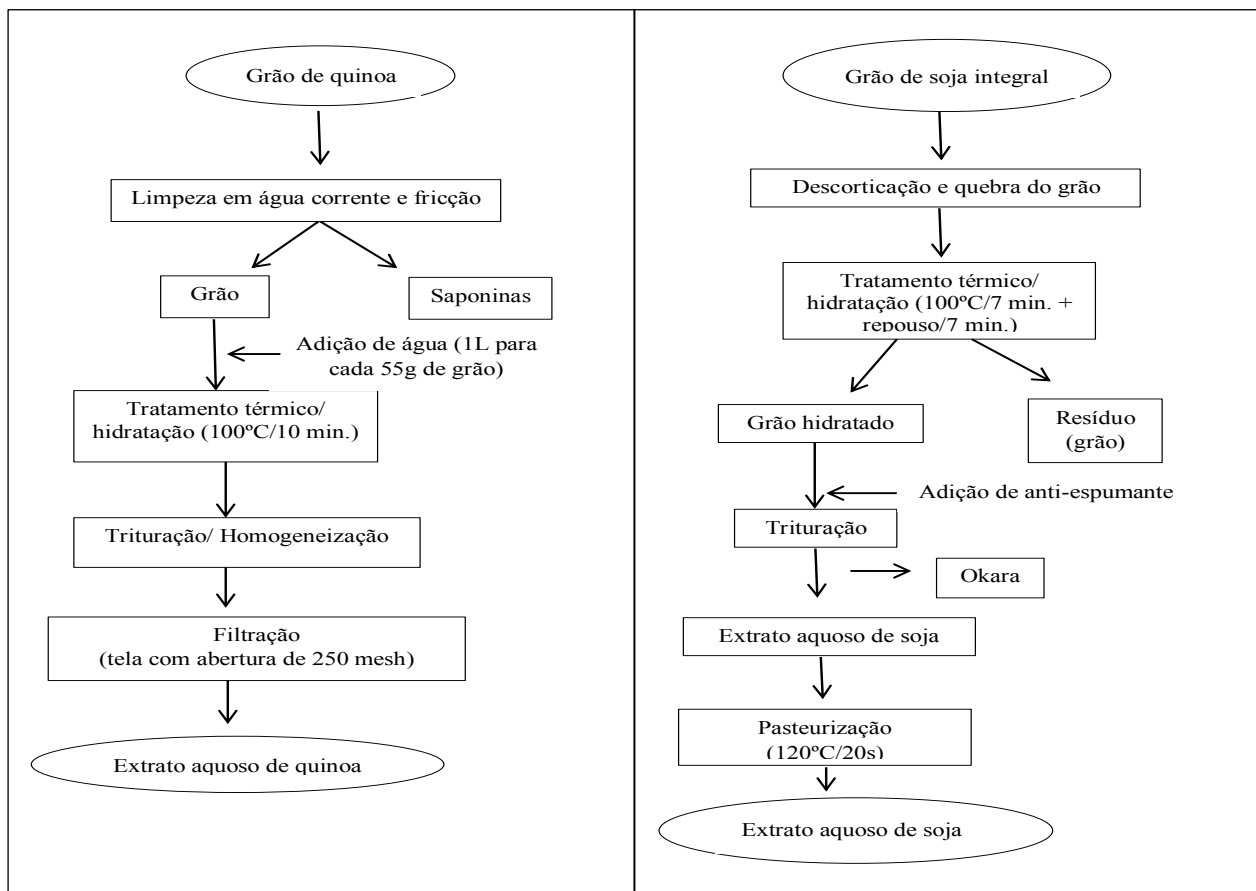 Grão de quinoa
Limpeza em água corrente e fricção
Grão
Saponinas
Adição de água (1L para
cada 55g de grão)
Tratamento térmico/
hidratação (100ºC/10 min.)
Trituração/ Homogeneização
Filtração
(tela com abertura de 250 mesh)
Extrato aquoso de quinoa
Grão de soja integral
Descorticação e quebra do grão
Tratamento térmico/
hidratação (100ºC/7 min. +
repouso/7 min.)
Grão hidratado
Resíduo
(grão)
Adição de anti-espumante
Trituração
Okara
Extrato aquoso de soja
Pasteurização
(120ºC/20s)
Extrato aquoso de soja